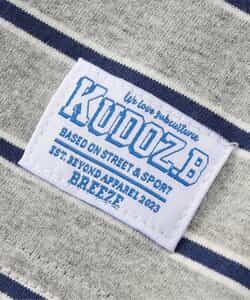 We love subculture
KUDOZ.B
BASED ON STREET & SPORT
EST. BEYOND APPAREL 2023
BREEZE